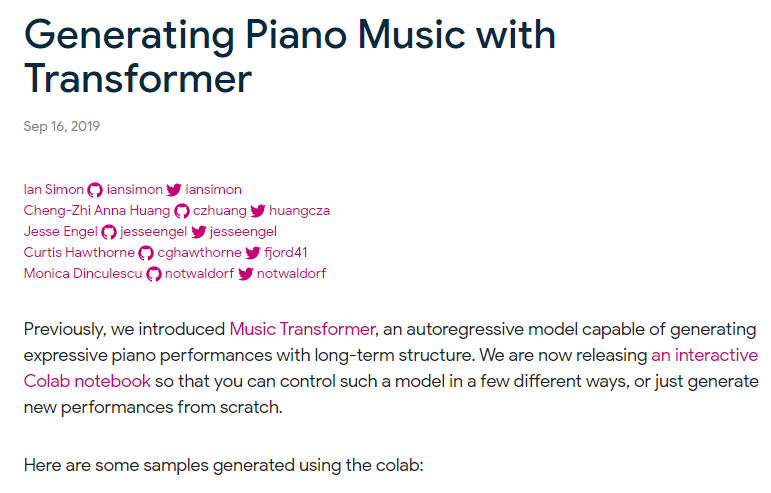 Generating Piano Music with
Transformer
Sep 16, 2019
Ian Simon iansimon iansimon
Cheng-Zhi Anna Huang czhuang huangcza
Jesse Engel jesseengel jesseengel
Curtis Hawthorne cghawthorne fjord41
Monica Dinculescu notwaldorf notwaldorf
Previously, we introduced Music Transformer, an autoregressive model capable of generating
expressive piano performances with long-term structure. We are now releasing an interactive
Colab notebook so that you can control such a model in a few different ways, or just generate
new performances from scratch.
Here are some samples generated using the colab: